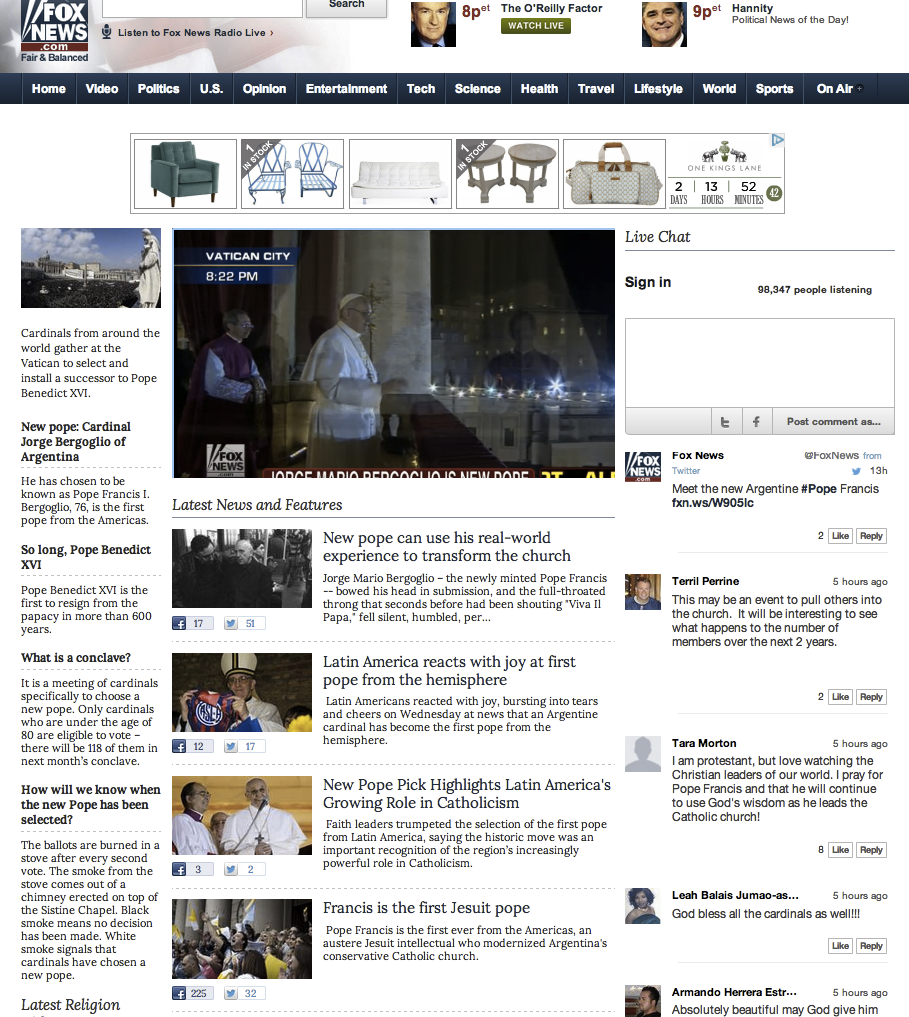 FOX
NEWS
.com
Fair & Balanced
Search
Listen to Fox News Radio Live ›
8pet
The O'Reilly Factor
WATCH LIVE
9pet
Hannity
Political News of the Day!
Home
Video
Politics
U.S.
Opinion
Entertainment
Tech
Science
Health
Travel
Lifestyle
World
Sports
On Air +
1
IN STOCK
1
IN STOCK
ONE KINGS LANE
2 | 13 | 52
DAYS HOURS MINUTES
42
Cardinals from around the
world gather at the
Vatican to select and
install a successor to Pope
Benedict XVI.
New pope: Cardinal
Jorge Bergoglio of
Argentina
He has chosen to be
known as Pope Francis I.
Bergoglio, 76, is the first
pope from the Americas.
So long, Pope Benedict
XVI
Pope Benedict XVI is the
first to resign from the
papacy in more than 600
years.
What is a conclave?
It is a meeting of cardinals
specifically to choose a
new pope. Only cardinals
who are under the age of
80 are eligible to vote –
there will be 118 of them in
next month's conclave.
How will we know when
the new Pope has been
selected?
The ballots are burned in a
stove after every second
vote. The smoke from the
stove comes out of a
chimney erected on top of
the Sistine Chapel. Black
smoke means no decision
has been made. White
smoke signals that
cardinals have chosen a
new pope.
Latest Religion
VATICAN CITY
8:22 PM
FOX
NEWS
JORGE MARIO BERGOGLIO IS NEW POPE
Latest News and Features
New pope can use his real-world
experience to transform the church
Jorge Mario Bergoglio – the newly minted Pope Francis
-- bowed his head in submission, and the full-throated
throng that seconds before had been shouting "Viva Il
Papa," fell silent, humbled, per...
17
51
Latin America reacts with joy at first
pope from the hemisphere
Latin Americans reacted with joy, bursting into tears
and cheers on Wednesday at news that an Argentine
cardinal has become the first pope from the
hemisphere.
12
17
New Pope Pick Highlights Latin America's
Growing Role in Catholicism
Faith leaders trumpeted the selection of the first pope
from Latin America, saying the historic move was an
important recognition of the region's increasingly
powerful role in Catholicism.
3
2
Francis is the first Jesuit pope
Pope Francis is the first ever from the Americas, an
austere Jesuit intellectual who modernized Argentina's
conservative Catholic church.
225
32
Live Chat
Sign in
98,347 people listening
Post comment as...
FOX
NEWS
Fox News
@FoxNews from
Twitter
13h
Meet the new Argentine #Pope Francis
fxn.ws/W905lc
2 Like Reply
Terril Perrine
5 hours ago
This may be an event to pull others into
the church. It will be interesting to see
what happens to the number of
members over the next 2 years.
2 Like Reply
Tara Morton
5 hours ago
I am protestant, but love watching the
Christian leaders of our world. I pray for
Pope Francis and that he will continue
to use God's wisdom as he leads the
Catholic church!
8 Like Reply
Leah Balais Jumao-as...
5 hours ago
God bless all the cardinals as well!!!
Like Reply
Armando Herrera Estr...
5 hours ago
Absolutely beautiful may God give him